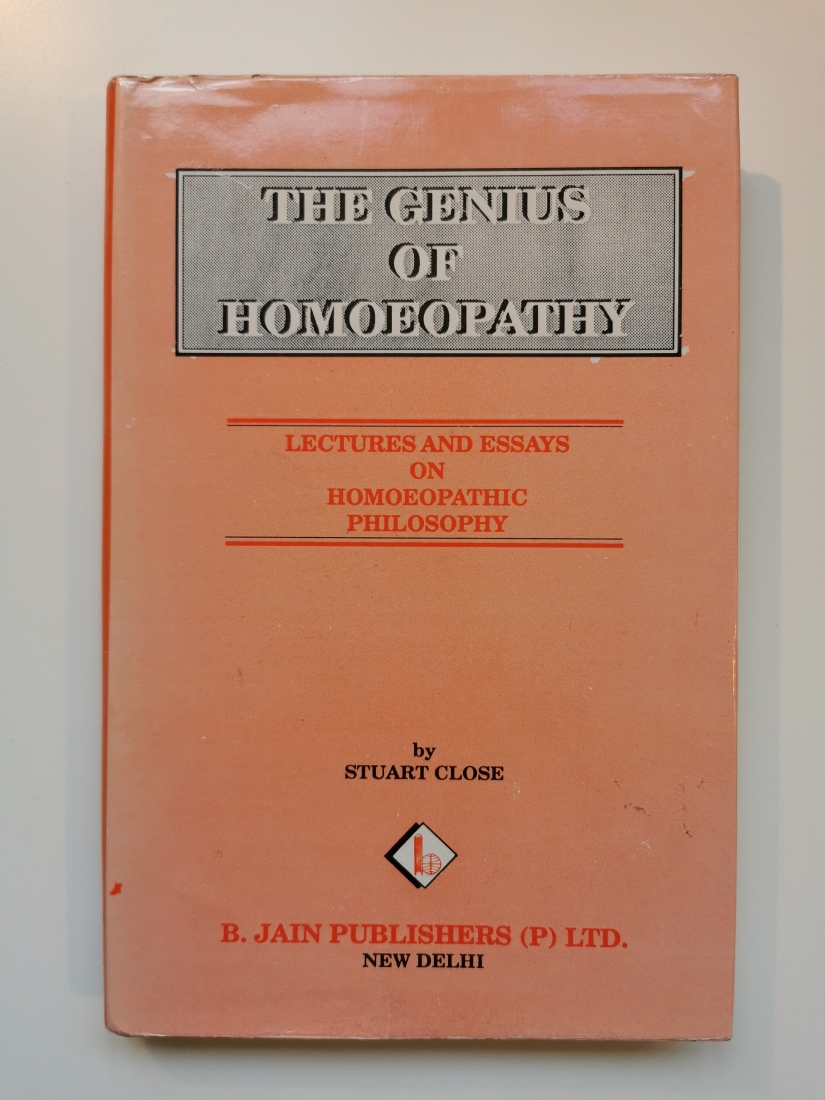 THE GENIUS
OF
HOMOEOPATHY
LECTURES AND ESSAYS
ON
HOMOEOPATHIC
PHILOSOPHY
by
STUART CLOSE
B. JAIN PUBLISHERS (P) LTD.
NEW DELHI